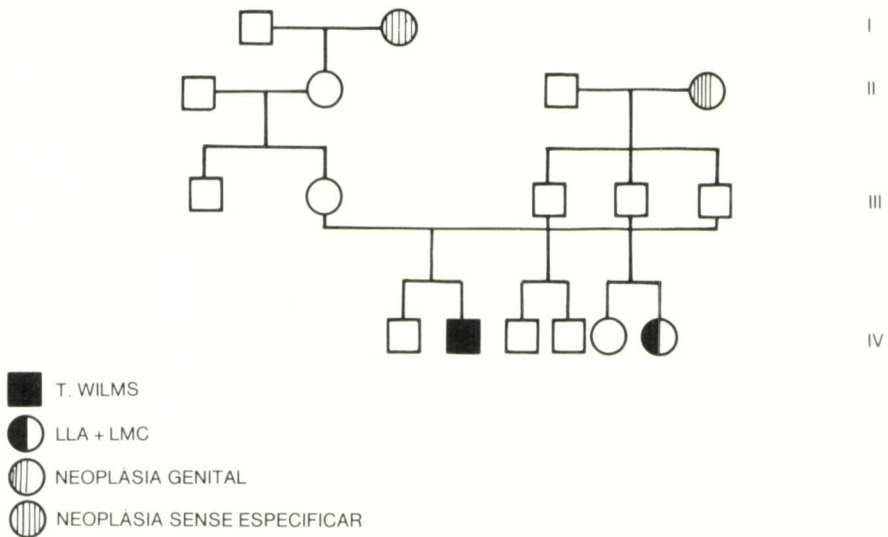 I
II
III
IV
T. WILMS
LLA + LMC
NEOPLÀSIA GENITAL
NEOPLÀSIA SENSE ESPECIFICAR